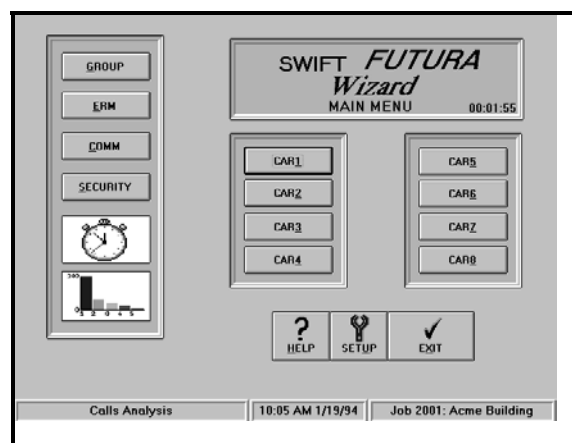 GROUP
ERM
COMM
SECURITY
SWIFT FUTURA
Wizard
MAIN MENU 00:01:55
CAR1
CAR2
CAR3
CAR4
CAR5
CAR6
CAR7
CAR8
HELP
SETUP
EXIT
Calls Analysis 10:05 AM 1/19/94 Job 2001: Acme Building